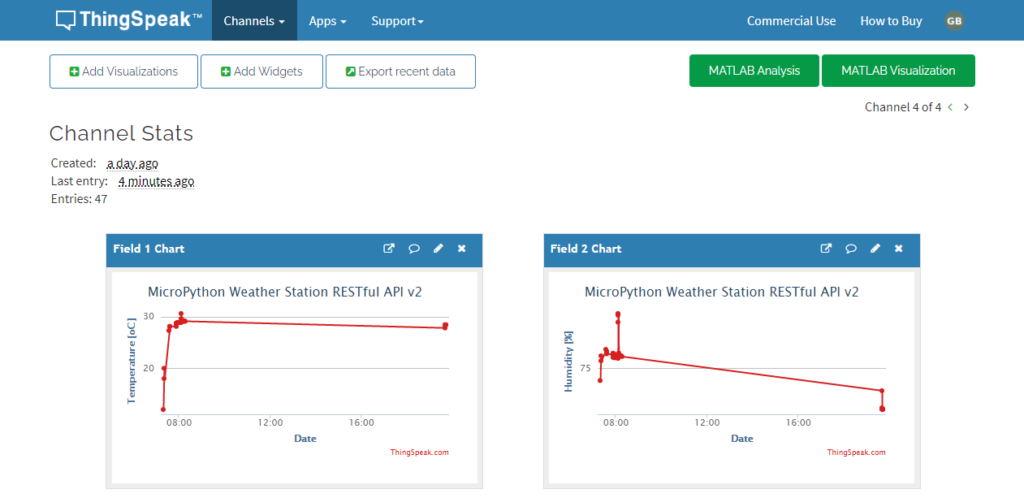 ThingSpeak™ Channels Apps Support Commercial Use How to Buy GB
Add Visualizations Add Widgets Export recent data MATLAB Analysis MATLAB Visualization
Channel 4 of 4 < >
Channel Stats
Created: a day ago
Last entry: 4 minutes ago
Entries: 47
Field 1 Chart
MicroPython Weather Station RESTful API v2
Temperature [oC]
30
20
08:00 12:00 16:00
Date
ThingSpeak.com
Field 2 Chart
MicroPython Weather Station RESTful API v2
Humidity [%]
75
08:00 12:00 16:00
Date
ThingSpeak.com